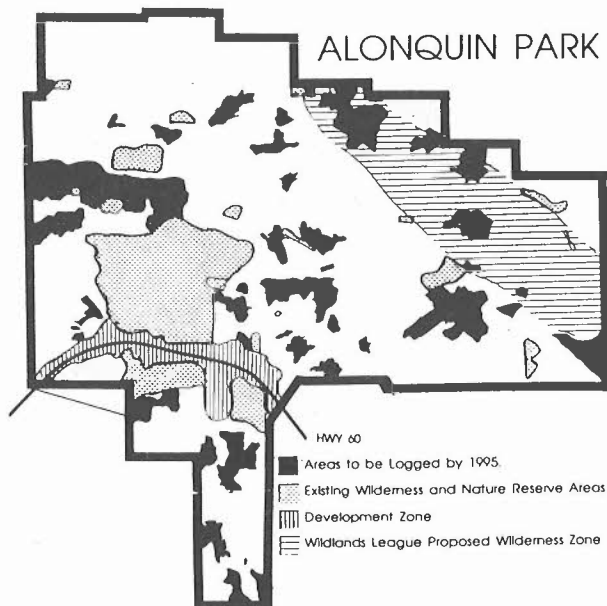 ALONQUIN PARK
HWY 60
Areas to be Logged by 1995.
Existing Wilderness and Nature Reserve Areas
Development Zone
Wildlands League Proposed Wilderness Zone